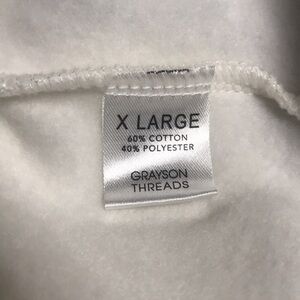 X LARGE
60% COTTON
40% POLYESTER
GRAYSON
THREADS